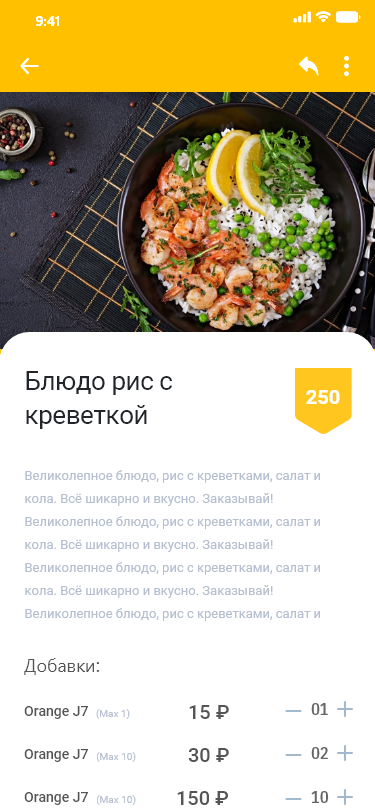 9:41
Блюдо рис с
креветкой
250
Великолепное блюдо, рис с креветками, салат и
кола. Всё шикарно и вкусно. Заказывай!
Великолепное блюдо, рис с креветками, салат и
кола. Всё шикарно и вкусно. Заказывай!
Великолепное блюдо, рис с креветками, салат и
кола. Всё шикарно и вкусно. Заказывай!
Великолепное блюдо, рис с креветками, салат и
Добавки:
Orange J7 (Max 1) 15 ₽ — 01 +
Orange J7 (Max 10) 30 ₽ — 02 +
Orange J7 (Max 10) 150 ₽ — 10 +